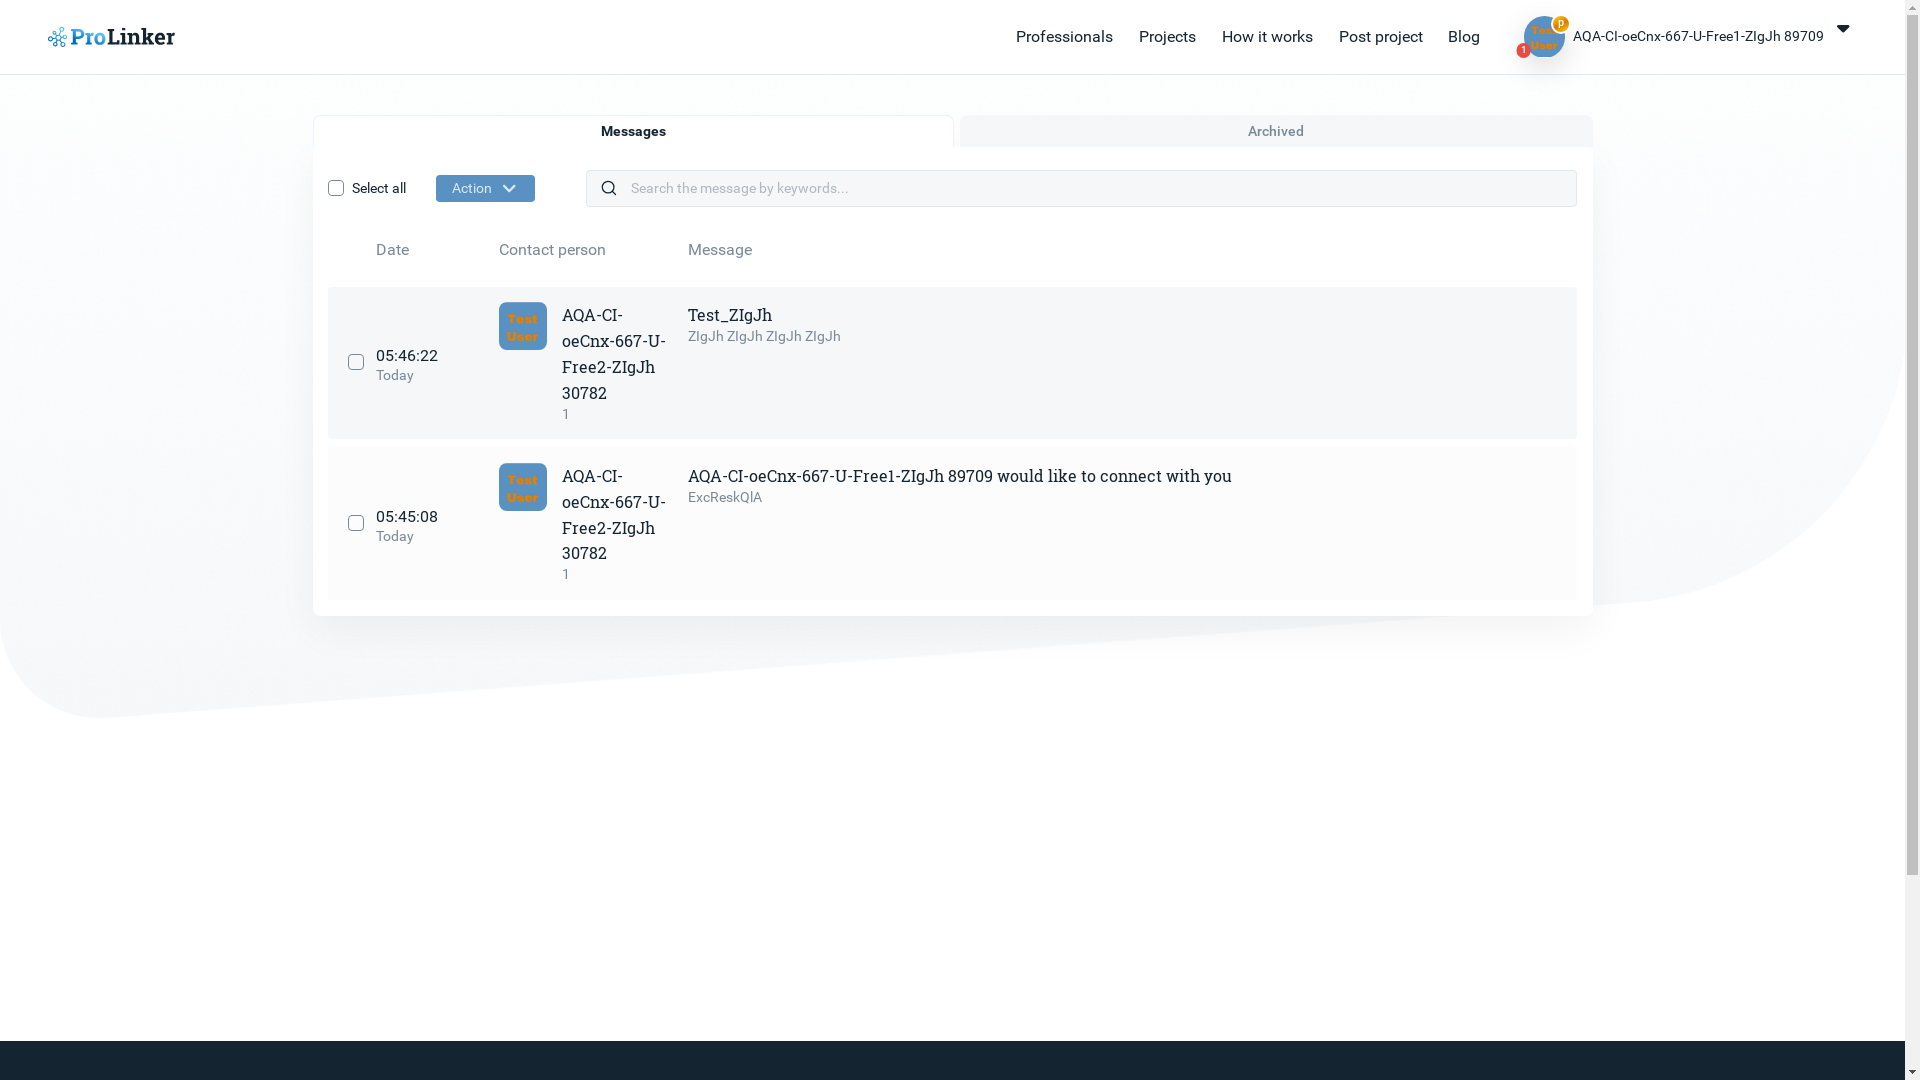 ProLinker
Professionals
Projects
How it works
Post project
Blog
Test
User
p
1
AQA-CI-oeCnx-667-U-Free1-ZIgJh 89709
Messages
Archived
Select all
Action
Search the message by keywords...
Date
Contact person
Message
05:46:22
Today
Test
User
AQA-CI-
oeCnx-667-U-
Free2-ZIgJh
30782
1
Test_ZIgJh
ZIgJh ZIgJh ZIgJh ZIgJh
05:45:08
Today
Test
User
AQA-CI-
oeCnx-667-U-
Free2-ZIgJh
30782
1
AQA-CI-oeCnx-667-U-Free1-ZIgJh 89709 would like to connect with you
ExcReskQlA